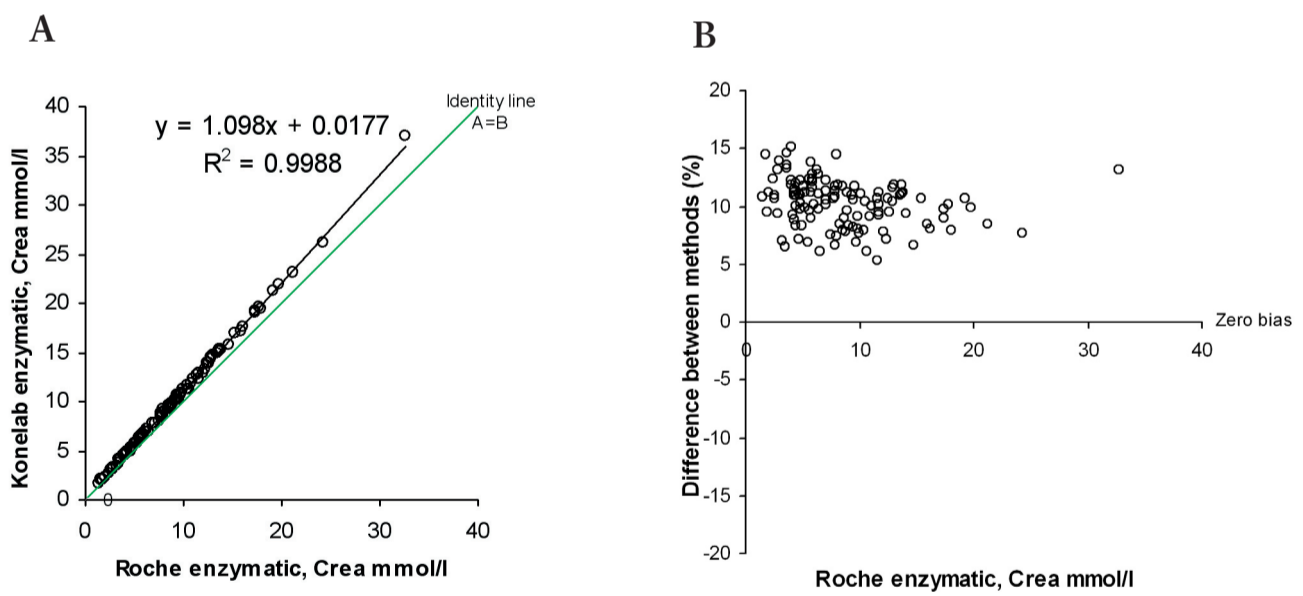 A
Konelab enzymatic, Crea mmol/l
40
35
30
25
20
15
10
5
0
y = 1.098x + 0.0177
R² = 0.9988
Identity line
A=B
0
0
10
20
30
40
Roche enzymatic, Crea mmol/l
B
Difference between methods (%)
20
15
10
5
0
-5
-10
-15
-20
0
10
20
30
40
Zero bias
Roche enzymatic, Crea mmol/l